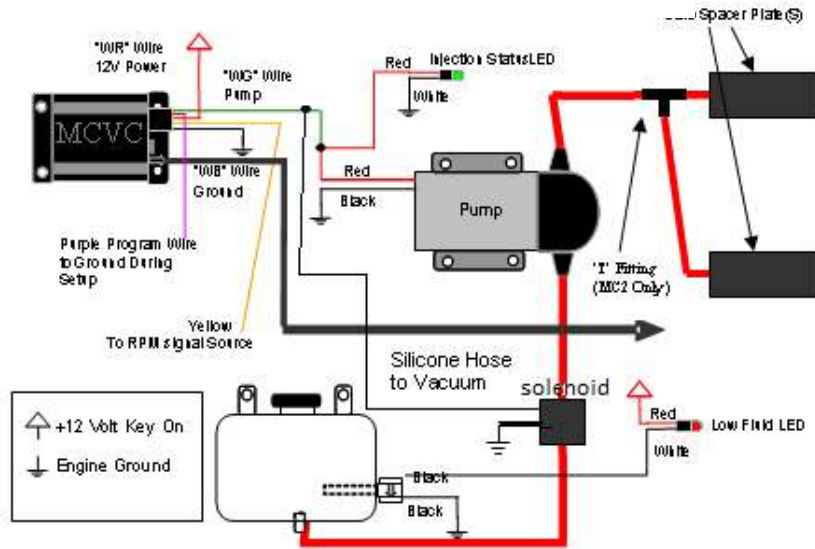 Spacer Plate(S)
"WR" Wire
12V Power
"WG" Wire
Pump
Red
Injection StatusLED
White
MCVC
"WB" Wire
Ground
Red
Black
Pump
Purple Program Wire
to Ground During
Setup
"T" Fitting
(MC2 Only)
Yellow
To RPM signal Source
Silicone Hose
to Vacuum
solenoid
+12 Volt Key On
Engine Ground
Red
Low Fluid LED
White
Black
Black